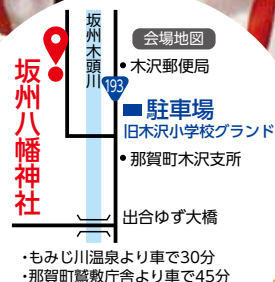 会場地図
坂州木頭川
木沢郵便局
193
駐車場
旧木沢小学校グランド
坂州八幡神社
那賀町木沢支所
出合ゆず大橋
・もみじ川温泉より車で30分
・那賀町鷲敷庁舎より車で45分